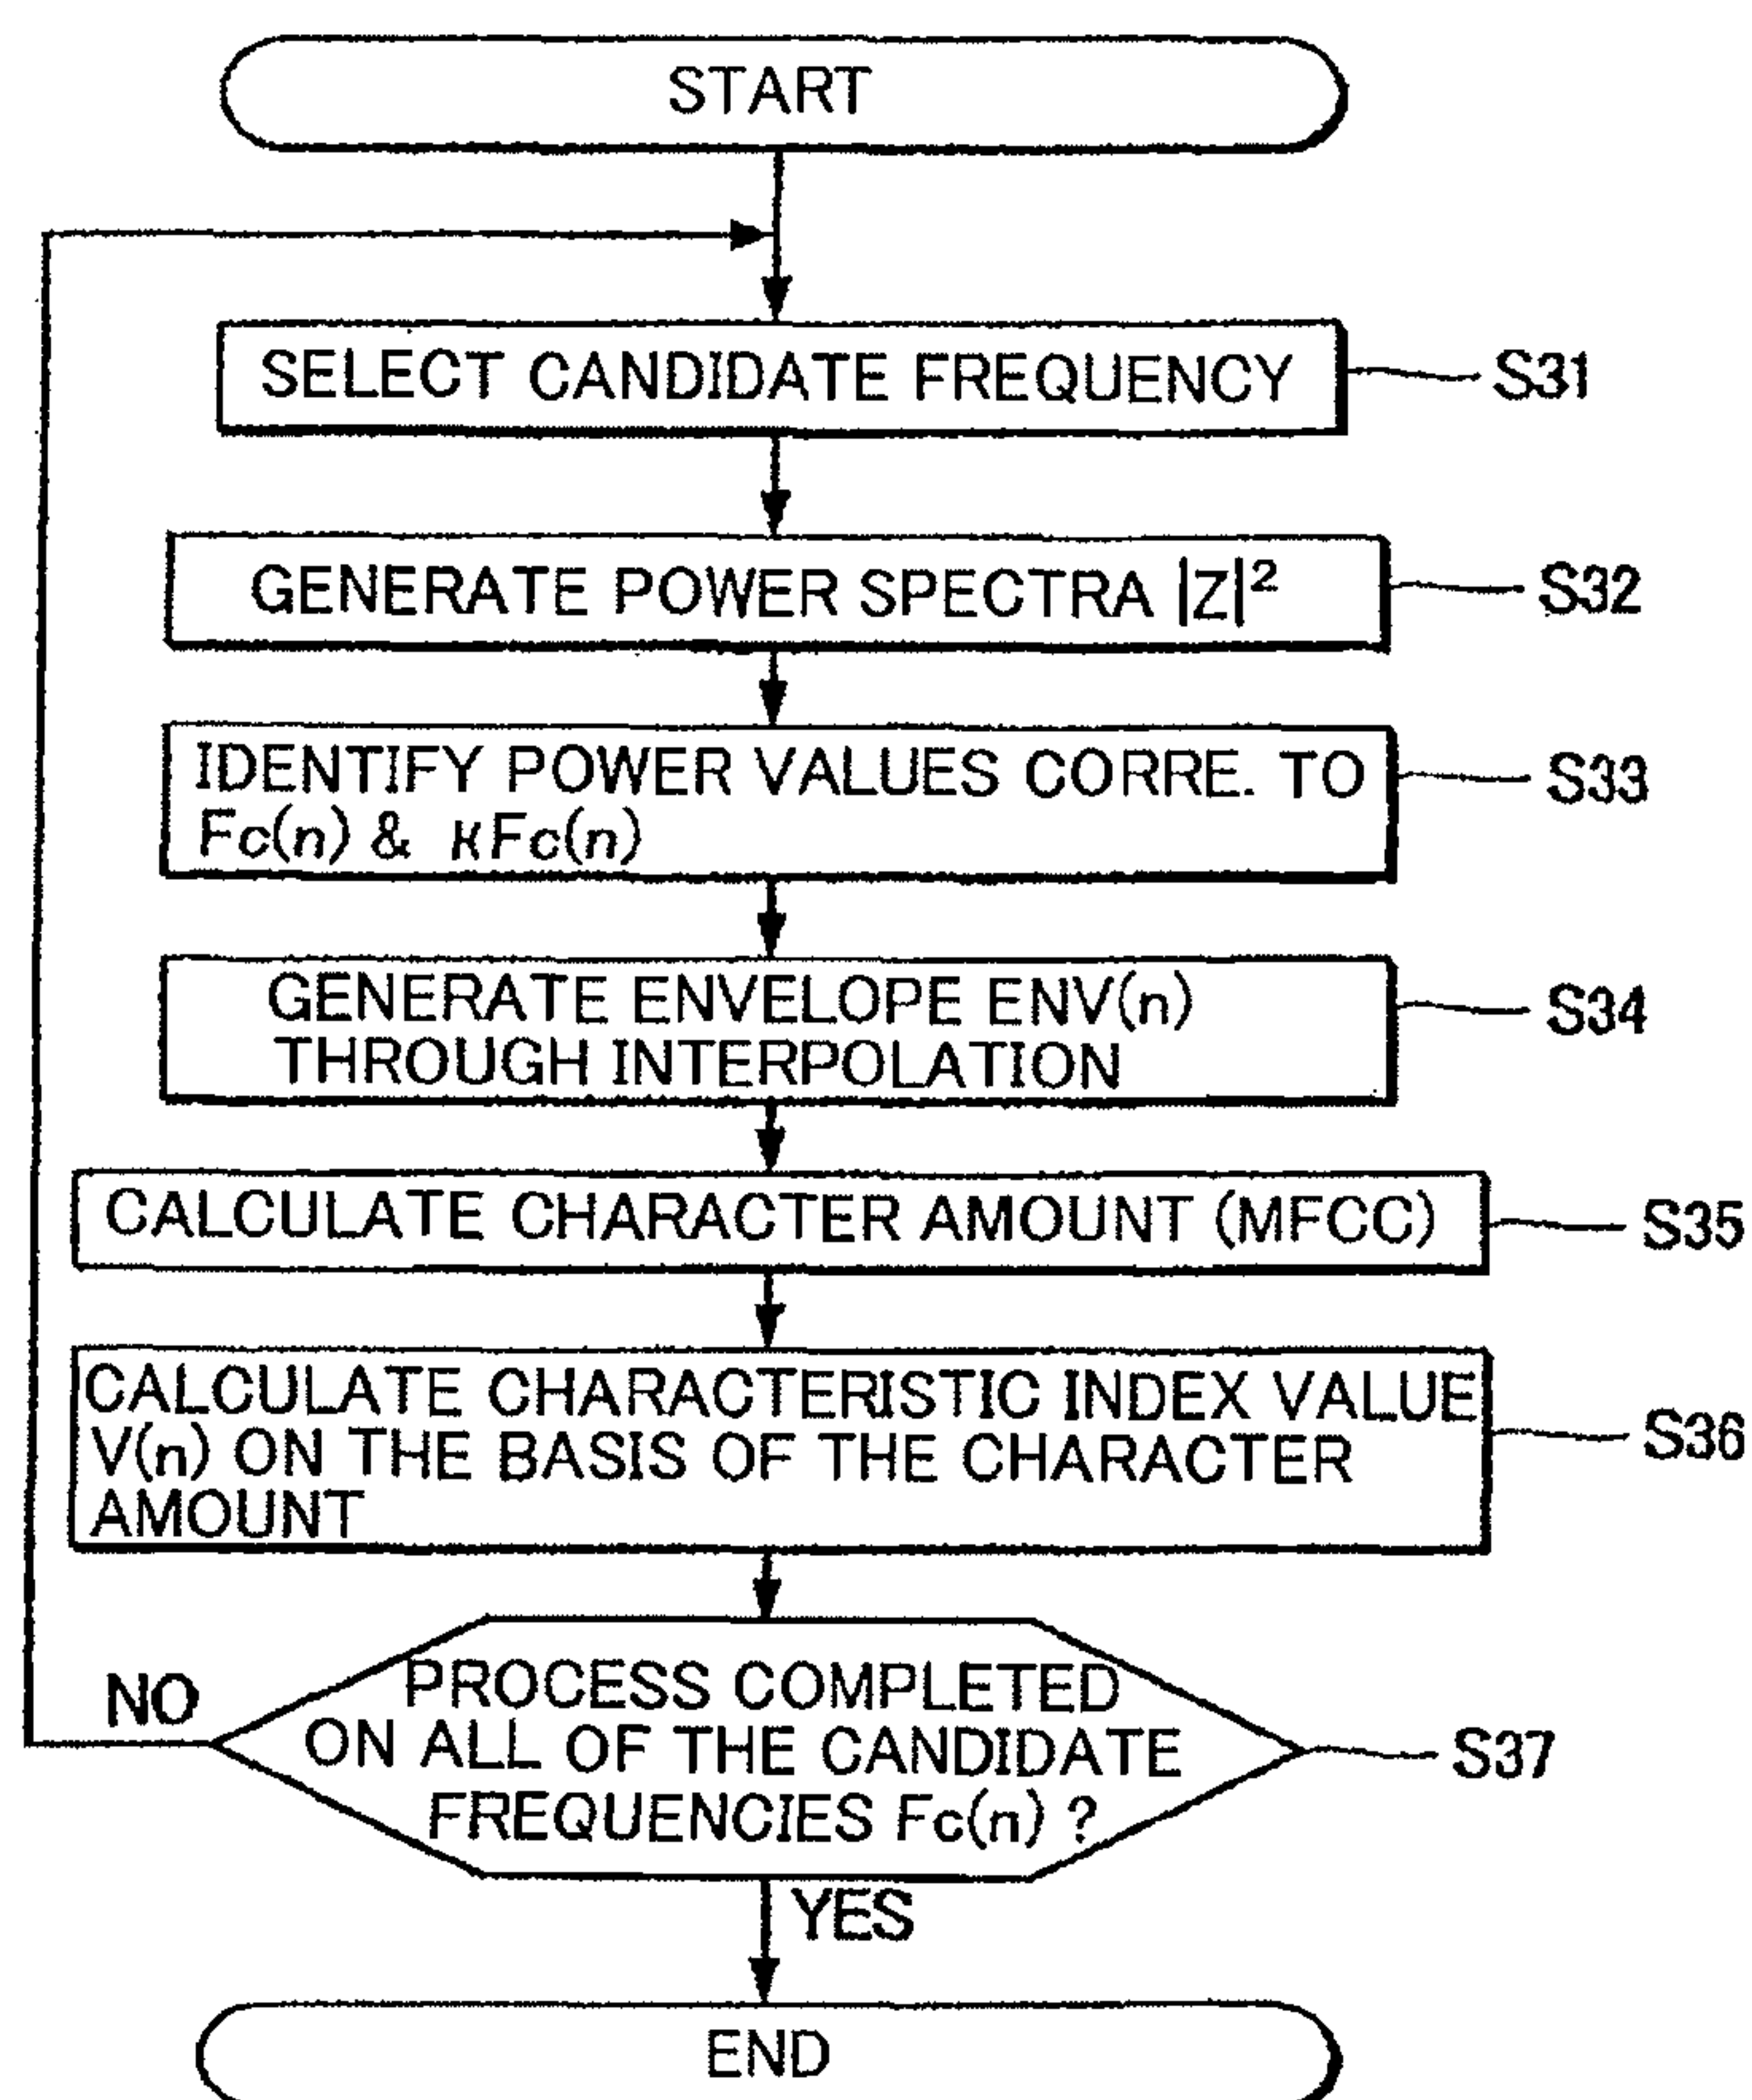 START
SELECT CANDIDATE FREQUENCY
S31
GENERATE POWER SPECTRA |Z|²
S32
IDENTIFY POWER VALUES CORRE. TO
Fc(n) & κFc(n)
S33
GENERATE ENVELOPE ENV(n)
THROUGH INTERPOLATION
S34
CALCULATE CHARACTER AMOUNT (MFCC)
S35
CALCULATE CHARACTERISTIC INDEX VALUE
V(n) ON THE BASIS OF THE CHARACTER
AMOUNT
S36
NO
PROCESS COMPLETED
ON ALL OF THE CANDIDATE
FREQUENCIES Fc(n) ?
S37
YES
END